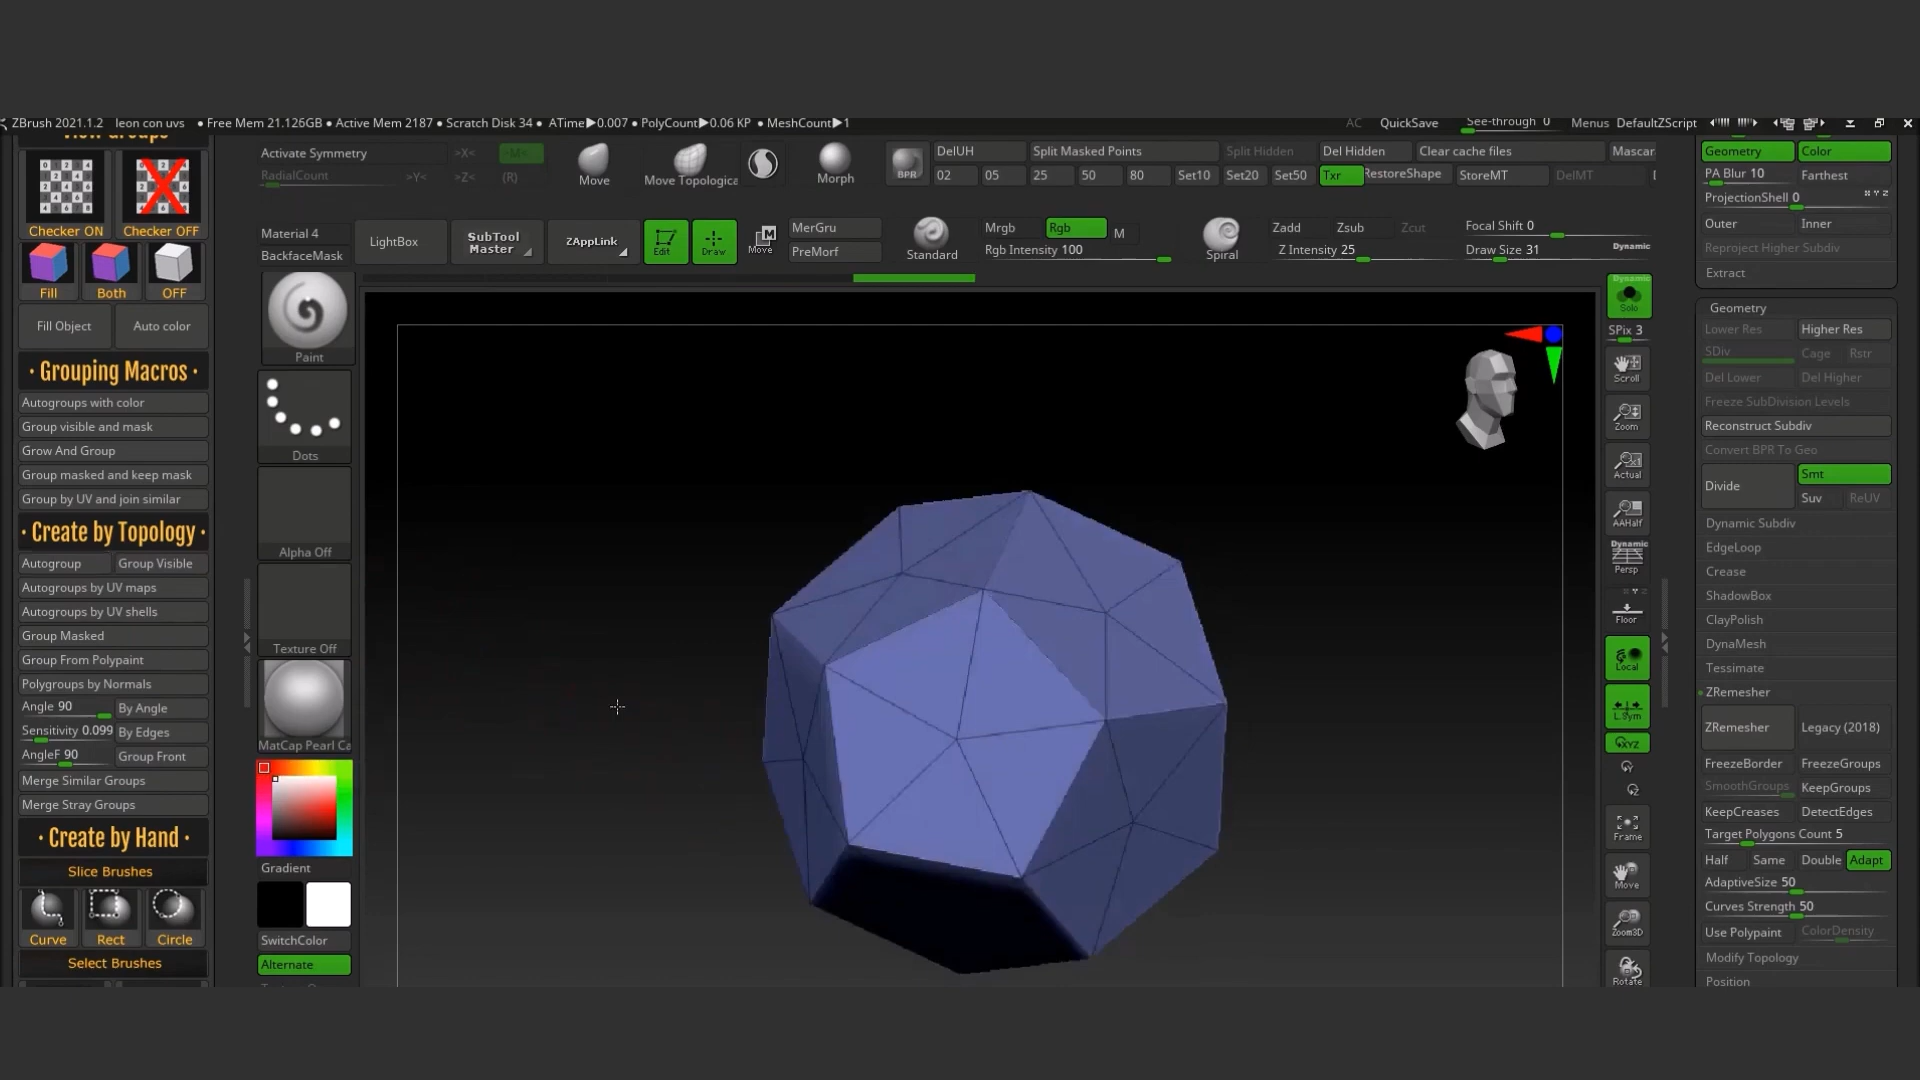 ZBrush 2021.1.2 leon con uvs • Free Mem 21.126GB • Active Mem 2187 • Scratch Disk 34 • ATime▶0.007 • PolyCount▶0.06 KP • MeshCount▶1
AC QuickSave See-through 0 Menus DefaultZScript
View Groups
Checker ON Checker OFF
Fill Both OFF
Fill Object Auto color
· Grouping Macros ·
Autogroups with color
Group visible and mask
Grow And Group
Group masked and keep mask
Group by UV and join similar
· Create by Topology ·
Autogroup Group Visible
Autogroups by UV maps
Autogroups by UV shells
Group Masked
Group From Polypaint
Polygroups by Normals
Angle 90 By Angle
Sensitivity 0.099 By Edges
AngleF 90 Group Front
Merge Similar Groups
Merge Stray Groups
· Create by Hand ·
Slice Brushes
Curve Rect Circle
Select Brushes
Activate Symmetry >X< >M<
RadialCount >Y< >Z< (R)
Move Move Topologica Morph
BPR
DelUH Split Masked Points Split Hidden Del Hidden Clear cache files Mascar
02 05 25 50 80 Set10 Set20 Set50 Txr RestoreShape StoreMT DelMT
Material 4
BackfaceMask
LightBox
SubTool
Master
ZAppLink
Edit Draw
M
Move
MerGru
PreMorf
Standard
Mrgb Rgb M
Rgb Intensity 100
Spiral
Zadd Zsub Zcut
Z Intensity 25
Focal Shift 0
Draw Size 31 Dynamic
Paint
Dots
Alpha Off
Texture Off
MatCap Pearl Ca
Gradient
SwitchColor
Alternate
Dynamic
Solo
SPix 3
Scroll
Zoom
Actual
AAHalf
Dynamic
Persp
Floor
Local
L.Sym
XYZ
Frame
Move
Zoom3D
Rotate
Geometry Color
PA Blur 10 Farthest
ProjectionShell 0
Outer Inner
Reproject Higher Subdiv
Extract
Geometry
Lower Res Higher Res
SDiv Cage Rstr
Del Lower Del Higher
Freeze SubDivision Levels
Reconstruct Subdiv
Convert BPR To Geo
Divide Smt
Suv ReUV
Dynamic Subdiv
EdgeLoop
Crease
ShadowBox
ClayPolish
DynaMesh
Tessimate
ZRemesher
ZRemesher Legacy (2018)
FreezeBorder FreezeGroups
SmoothGroups KeepGroups
KeepCreases DetectEdges
Target Polygons Count 5
Half Same Double Adapt
AdaptiveSize 50
Curves Strength 50
Use Polypaint ColorDensity
Modify Topology
Position